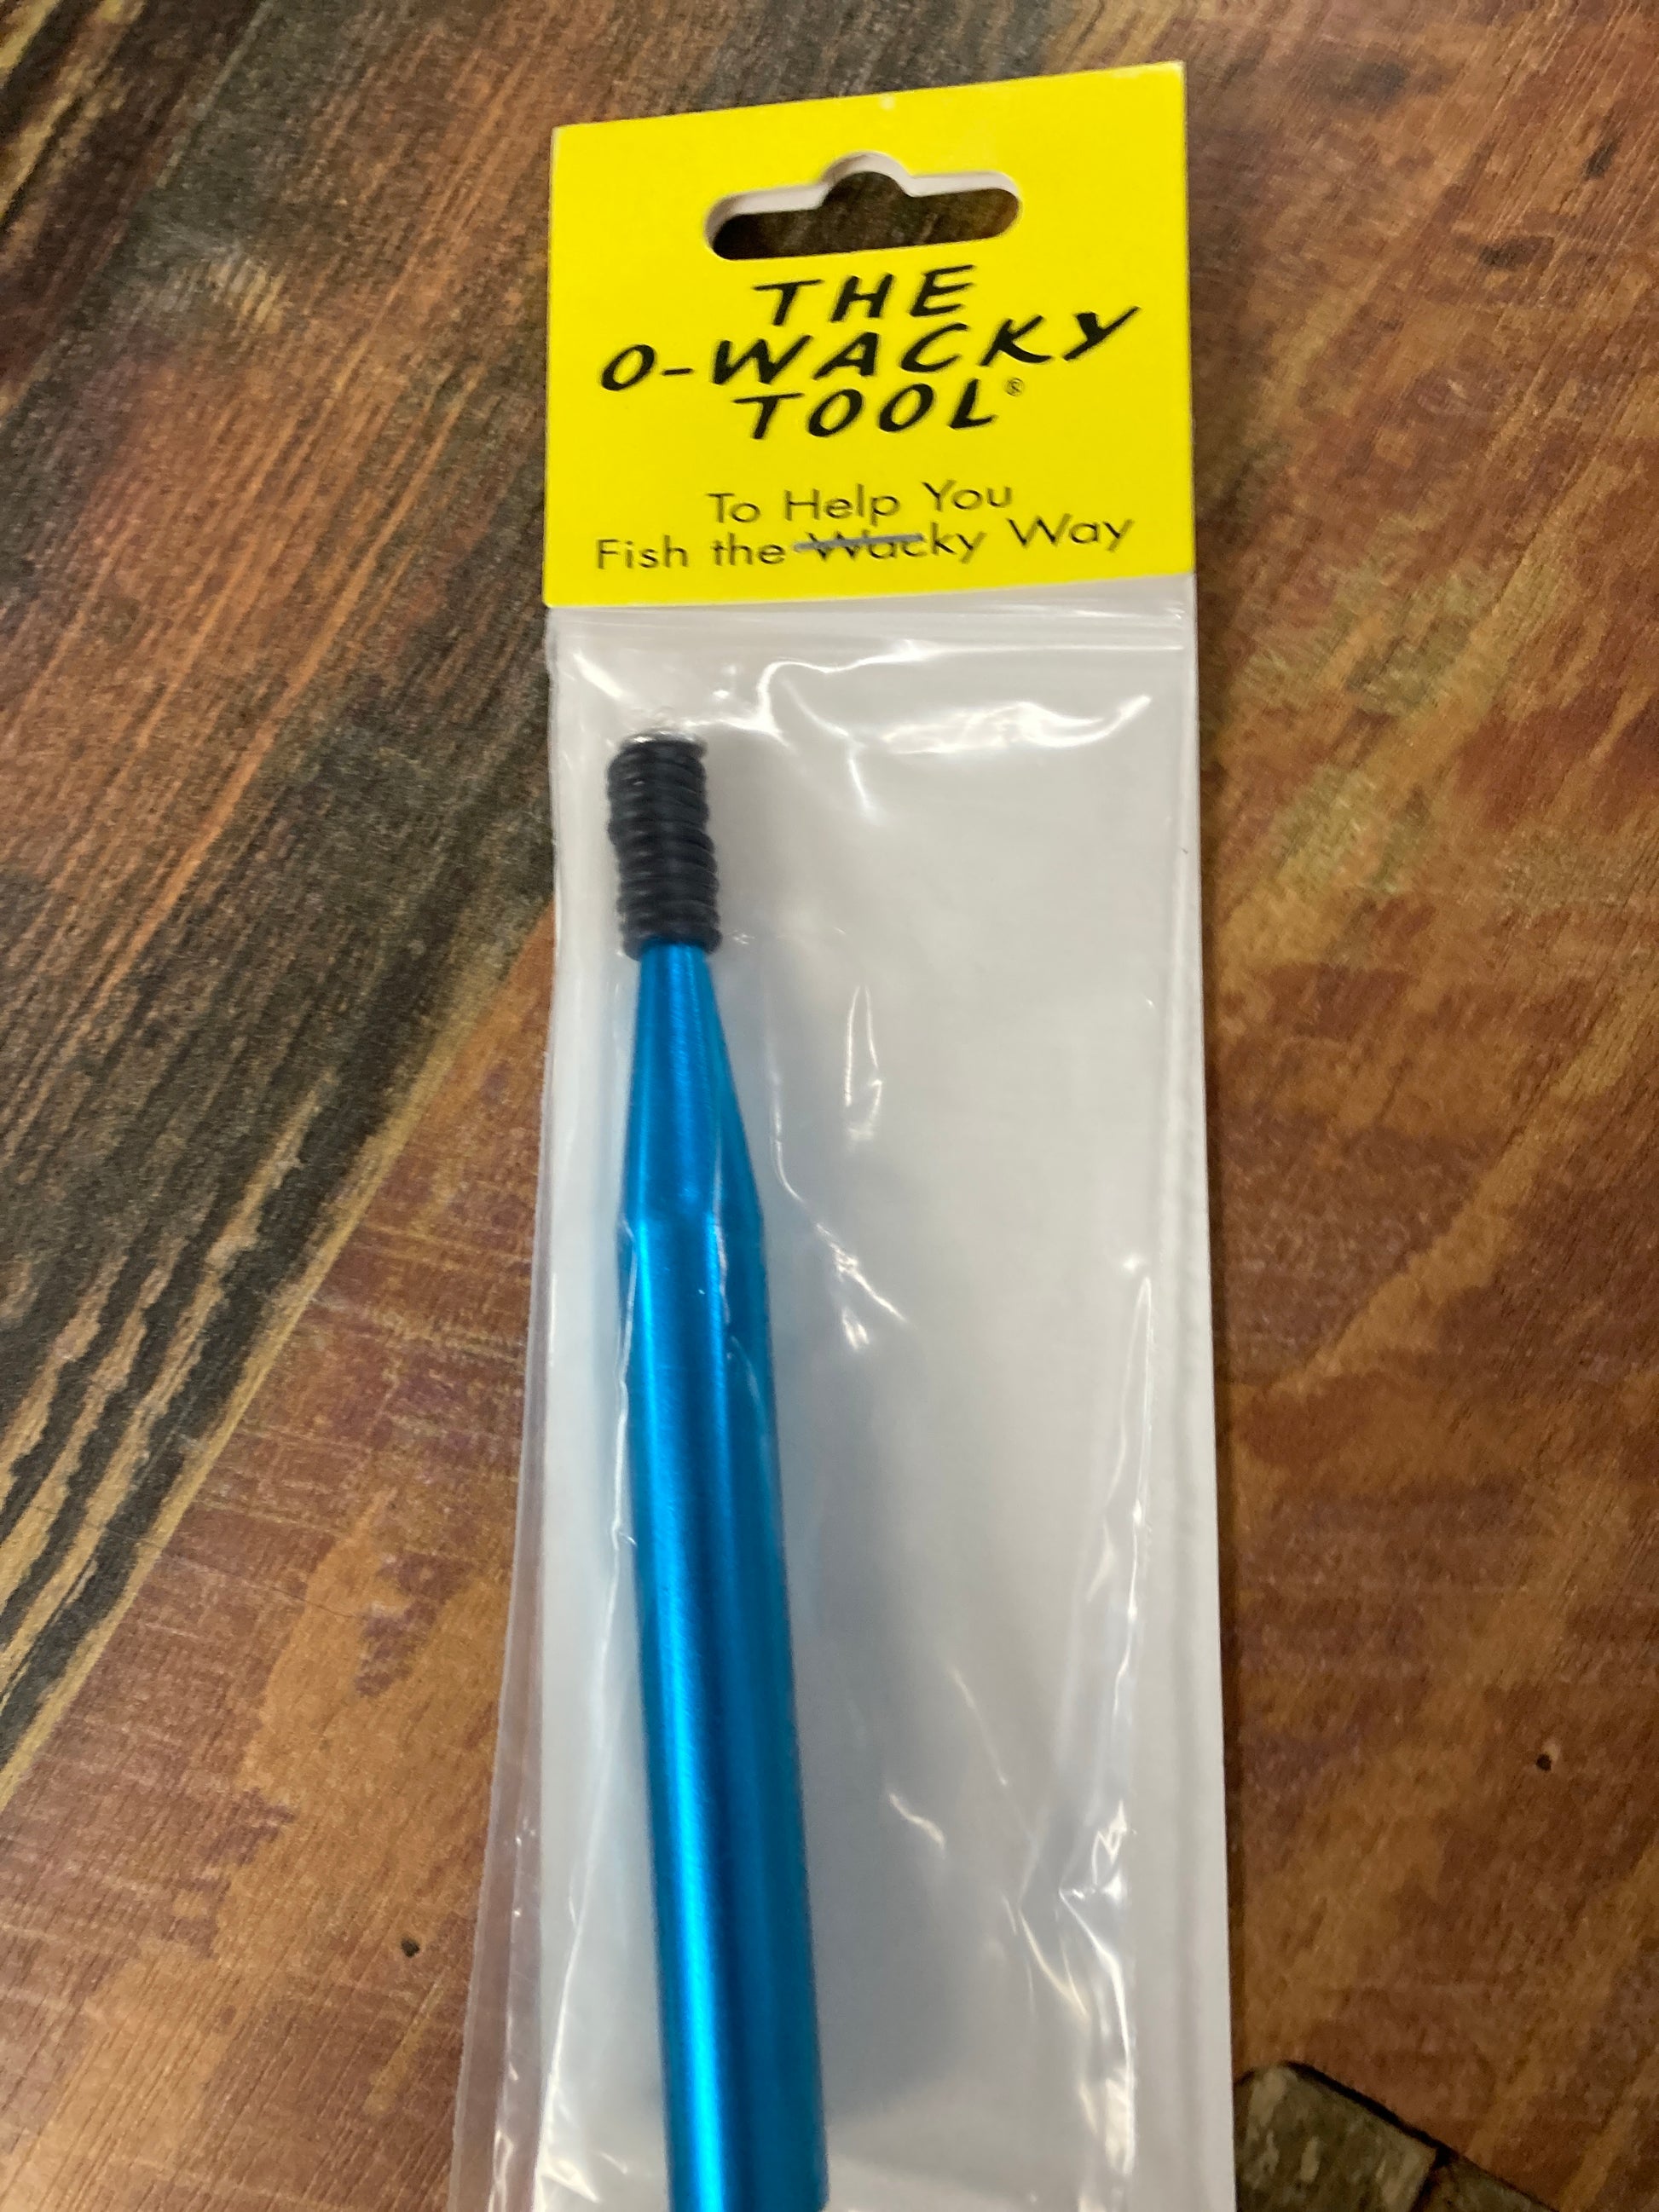 THE
O-WACKY
TOOL®
To Help You
Fish the Wacky Way